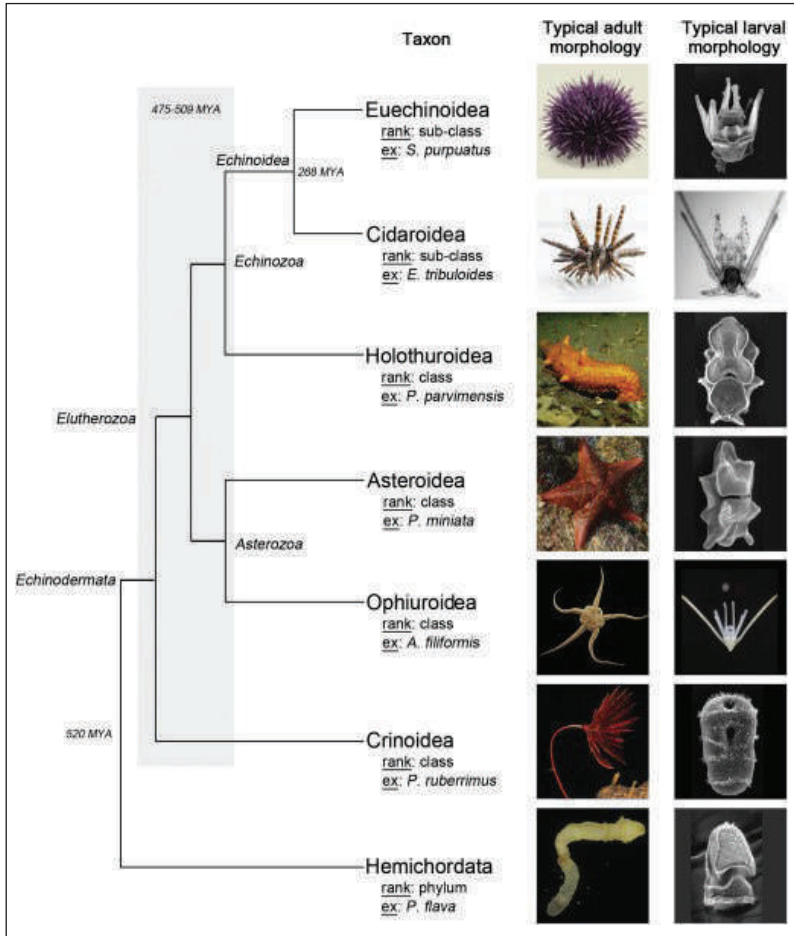 Taxon
Typical adult
morphology
Typical larval
morphology
475-509 MYA
Euechinoidea
rank: sub-class
ex: S. purpuatus
Echinoidea
268 MYA
Cidaroidea
rank: sub-class
ex: E. tribuloides
Echinozoa
Holothuroidea
rank: class
ex: P. parvimensis
Elutherozoa
Asteroidea
rank: class
ex: P. miniata
Asterozoa
Echinodermata
Ophiuroidea
rank: class
ex: A. filiformis
520 MYA
Crinoidea
rank: class
ex: P. ruberrimus
Hemichordata
rank: phylum
ex: P. flava